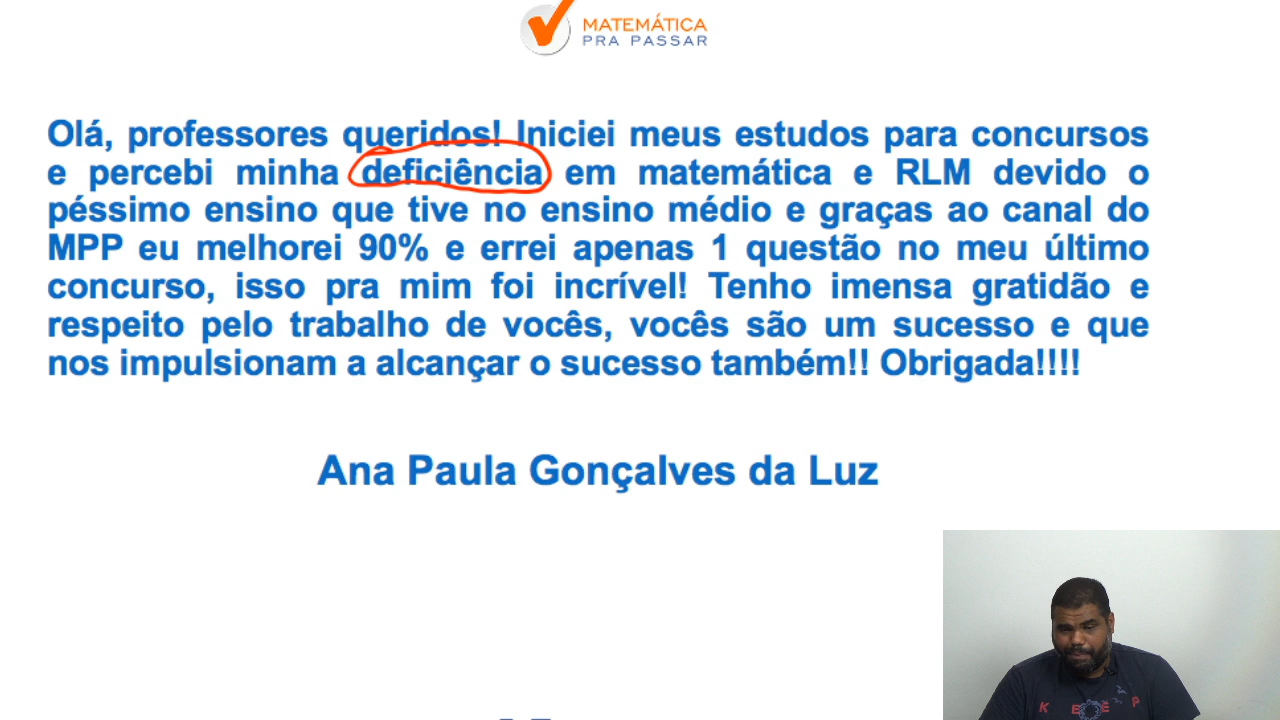 MATEMÁTICA
PRA PASSAR
Olá, professores queridos! Iniciei meus estudos para concursos
e percebi minha deficiência em matemática e RLM devido o
péssimo ensino que tive no ensino médio e graças ao canal do
MPP eu melhorei 90% e errei apenas 1 questão no meu último
concurso, isso pra mim foi incrível! Tenho imensa gratidão e
respeito pelo trabalho de vocês, vocês são um sucesso e que
nos impulsionam a alcançar o sucesso também!! Obrigada!!!!
Ana Paula Gonçalves da Luz
KEEP